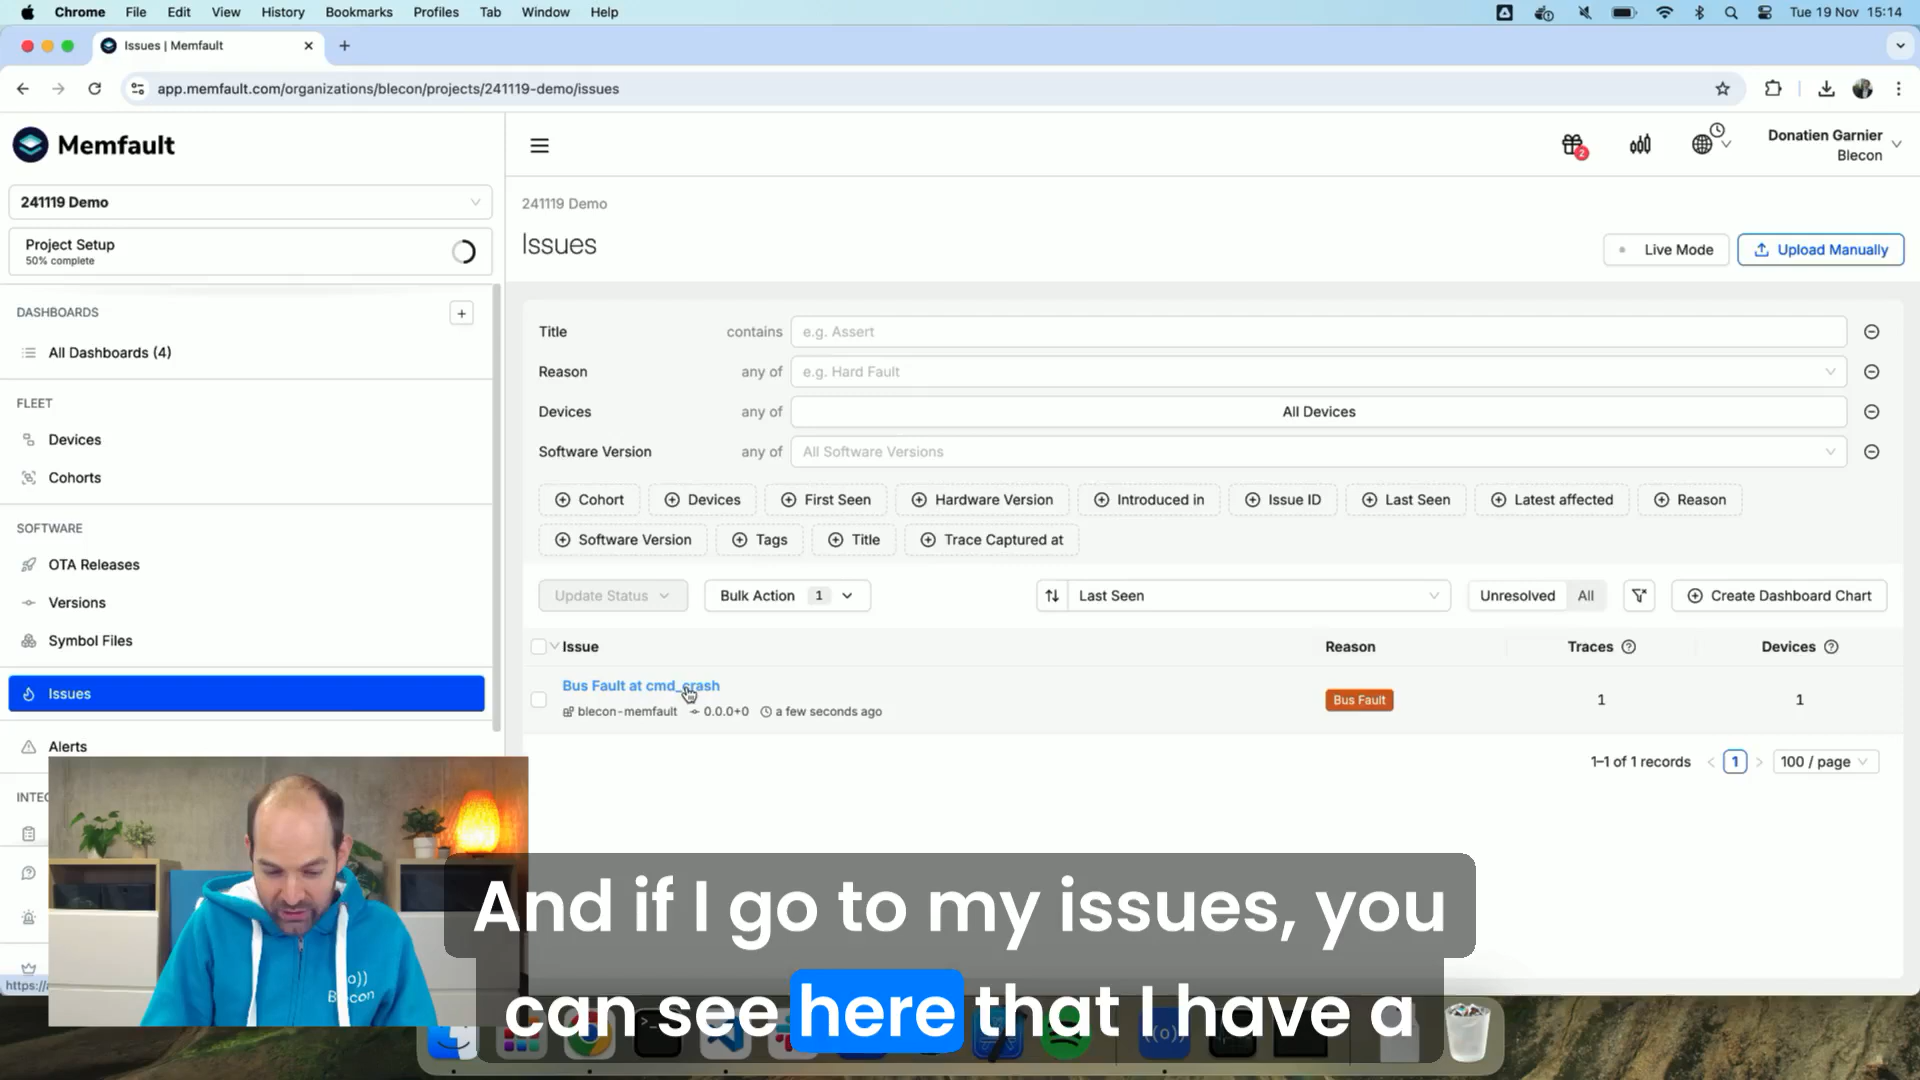 Chrome File Edit View History Bookmarks Profiles Tab Window Help
Tue 19 Nov 15:14
Issues | Memfault
app.memfault.com/organizations/blecon/projects/241119-demo/issues
Memfault
2
Donatien Garnier
Blecon
241119 Demo
Project Setup
50% complete
DASHBOARDS
All Dashboards (4)
FLEET
Devices
Cohorts
SOFTWARE
OTA Releases
Versions
Symbol Files
Issues
Alerts
INTEG
https://a
241119 Demo
Issues
Live Mode
Upload Manually
Title contains e.g. Assert
Reason any of e.g. Hard Fault
Devices any of All Devices
Software Version any of All Software Versions
Cohort Devices First Seen Hardware Version Introduced in Issue ID Last Seen Latest affected Reason
Software Version Tags Title Trace Captured at
Update Status Bulk Action 1 Last Seen Unresolved All Create Dashboard Chart
Issue Reason Traces Devices
Bus Fault at cmd_crash
blecon-memfault 0.0.0+0 a few seconds ago
Bus Fault 1 1
1–1 of 1 records 1 100 / page
And if I go to my issues, you
can see here that I have a